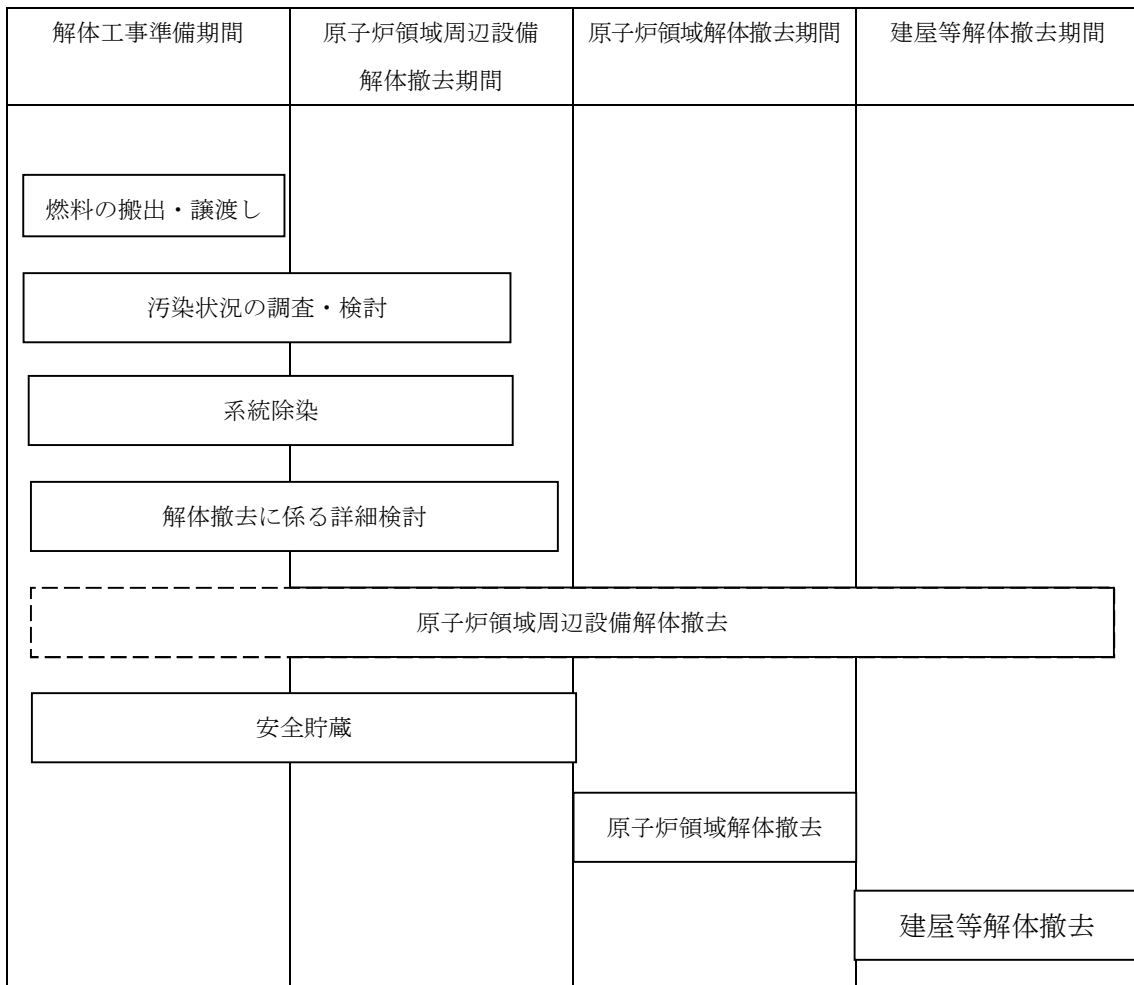 解体工事準備期間
原子炉領域周辺設備
解体撤去期間
原子炉領域解体撤去期間
建屋等解体撤去期間
燃料の搬出・譲渡し
汚染状況の調査・検討
系統除染
解体撤去に係る詳細検討
原子炉領域周辺設備解体撤去
安全貯蔵
原子炉領域解体撤去
建屋等解体撤去